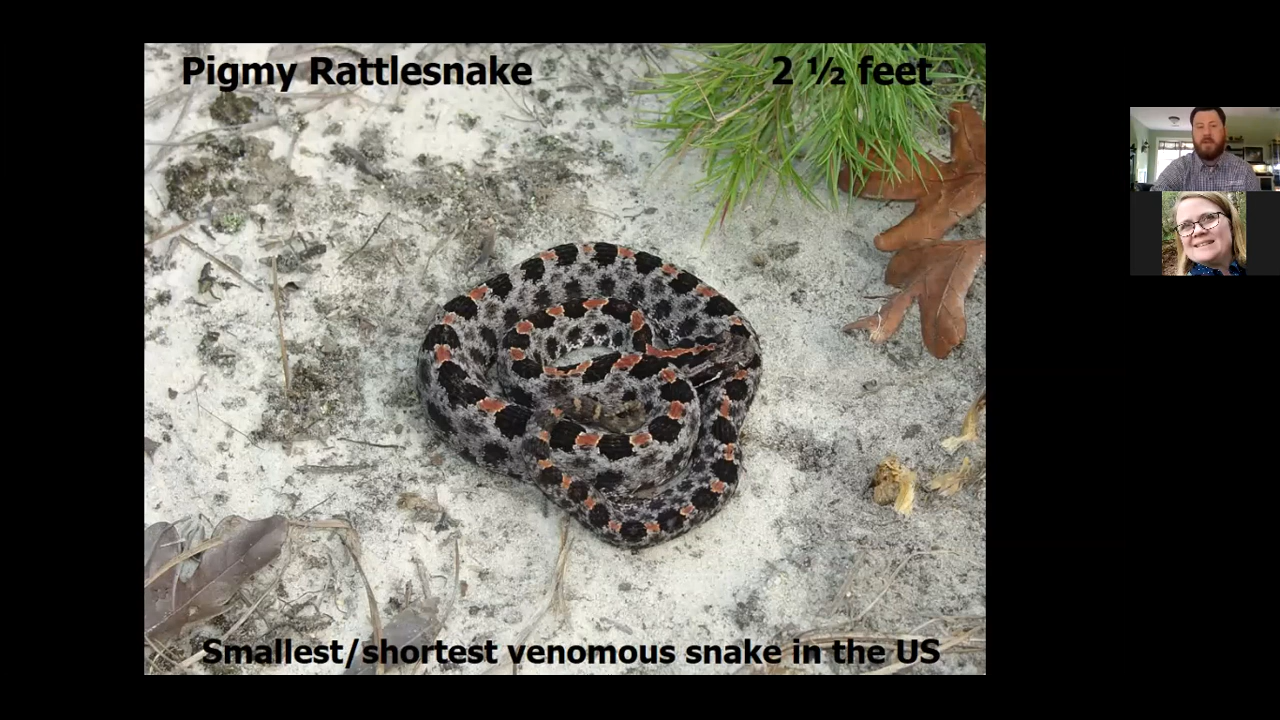 Pigmy Rattlesnake
2 ½ feet
Smallest/shortest venomous snake in the US